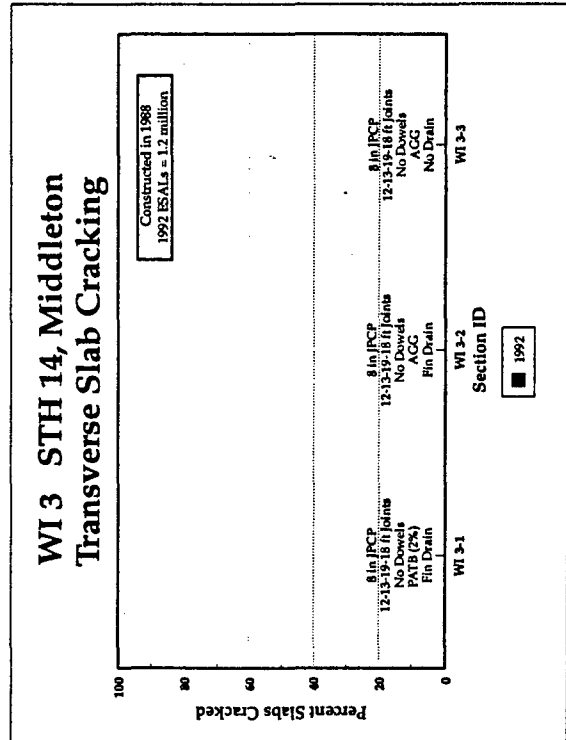 WI 3 STH 14, Middleton
Transverse Slab Cracking
Constructed in 1988
1992 ESALs = 1.2 million
Percent Slabs Cracked
100
80
60
40
20
0
8 in JPCP
12-13-19-18 ft Joints
No Dowels
PATB (2%)
Fin Drain
WI 3-1
8 in JPCP
12-13-19-18 ft Joints
No Dowels
AGG
Fin Drain
WI 3-2
8 in JPCP
12-13-19-18 ft Joints
No Dowels
AGG
No Drain
WI 3-3
Section ID
1992